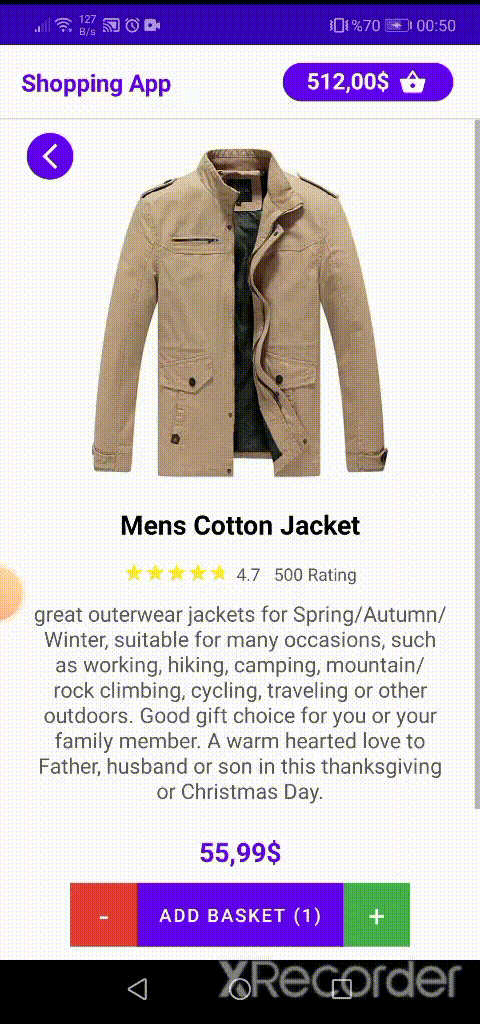 127
B/s
%70
00:50
Shopping App
512,00$
Mens Cotton Jacket
4.7 500 Rating
great outerwear jackets for Spring/Autumn/
Winter, suitable for many occasions, such
as working, hiking, camping, mountain/
rock climbing, cycling, traveling or other
outdoors. Good gift choice for you or your
family member. A warm hearted love to
Father, husband or son in this thanksgiving
or Christmas Day.
55,99$
-
ADD BASKET (1)
+
XRecorder